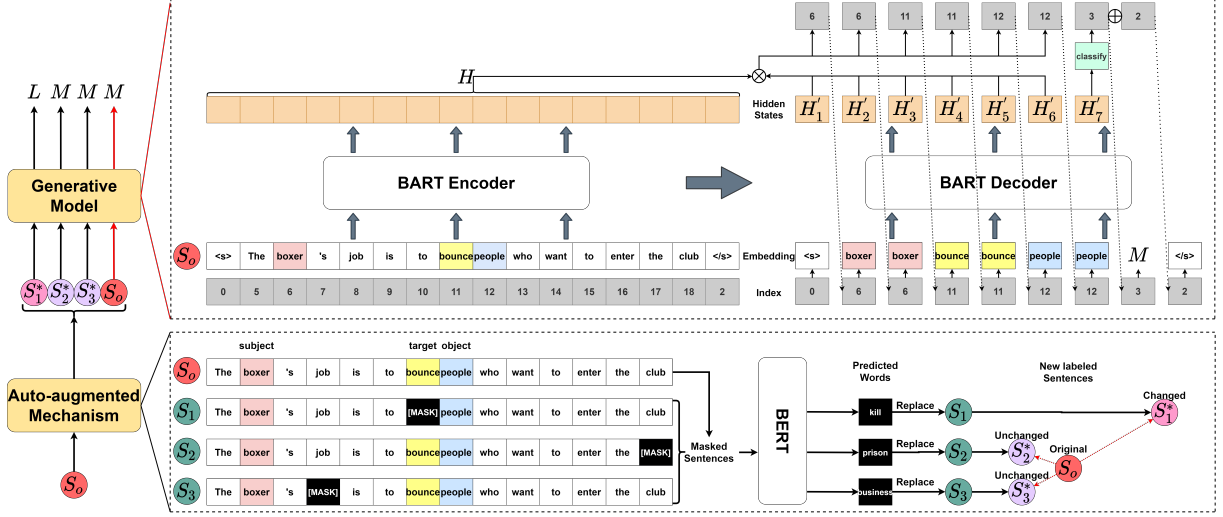 L M M M
Generative
Model
S*1 S*2 S*3 So
Auto-augmented
Mechanism
So
6 6 11 11 12 12 3 ⊕ 2
classify
H
⊗
Hidden
States
H'1 H'2 H'3 H'4 H'5 H'6 H'7
BART Encoder
BART Decoder
So <s> The boxer 's job is to bounce people who want to enter the club </s>
Embedding <s> boxer boxer bounce bounce people people M </s>
0 5 6 7 8 9 10 11 12 13 14 15 16 17 18 2
Index 0 6 6 11 11 12 12 3 2
subject target object
So The boxer 's job is to bounce people who want to enter the club
S1 The boxer 's job is to [MASK] people who want to enter the club
S2 The boxer 's job is to bounce people who want to enter the [MASK]
S3 The boxer 's [MASK] is to bounce people who want to enter the club
Masked
Sentences
BERT
Predicted
Words
New labeled
Sentences
kill Replace S1 Changed S*1
prison Replace S2 Unchanged S*2
Original So
business Replace S3 Unchanged S*3